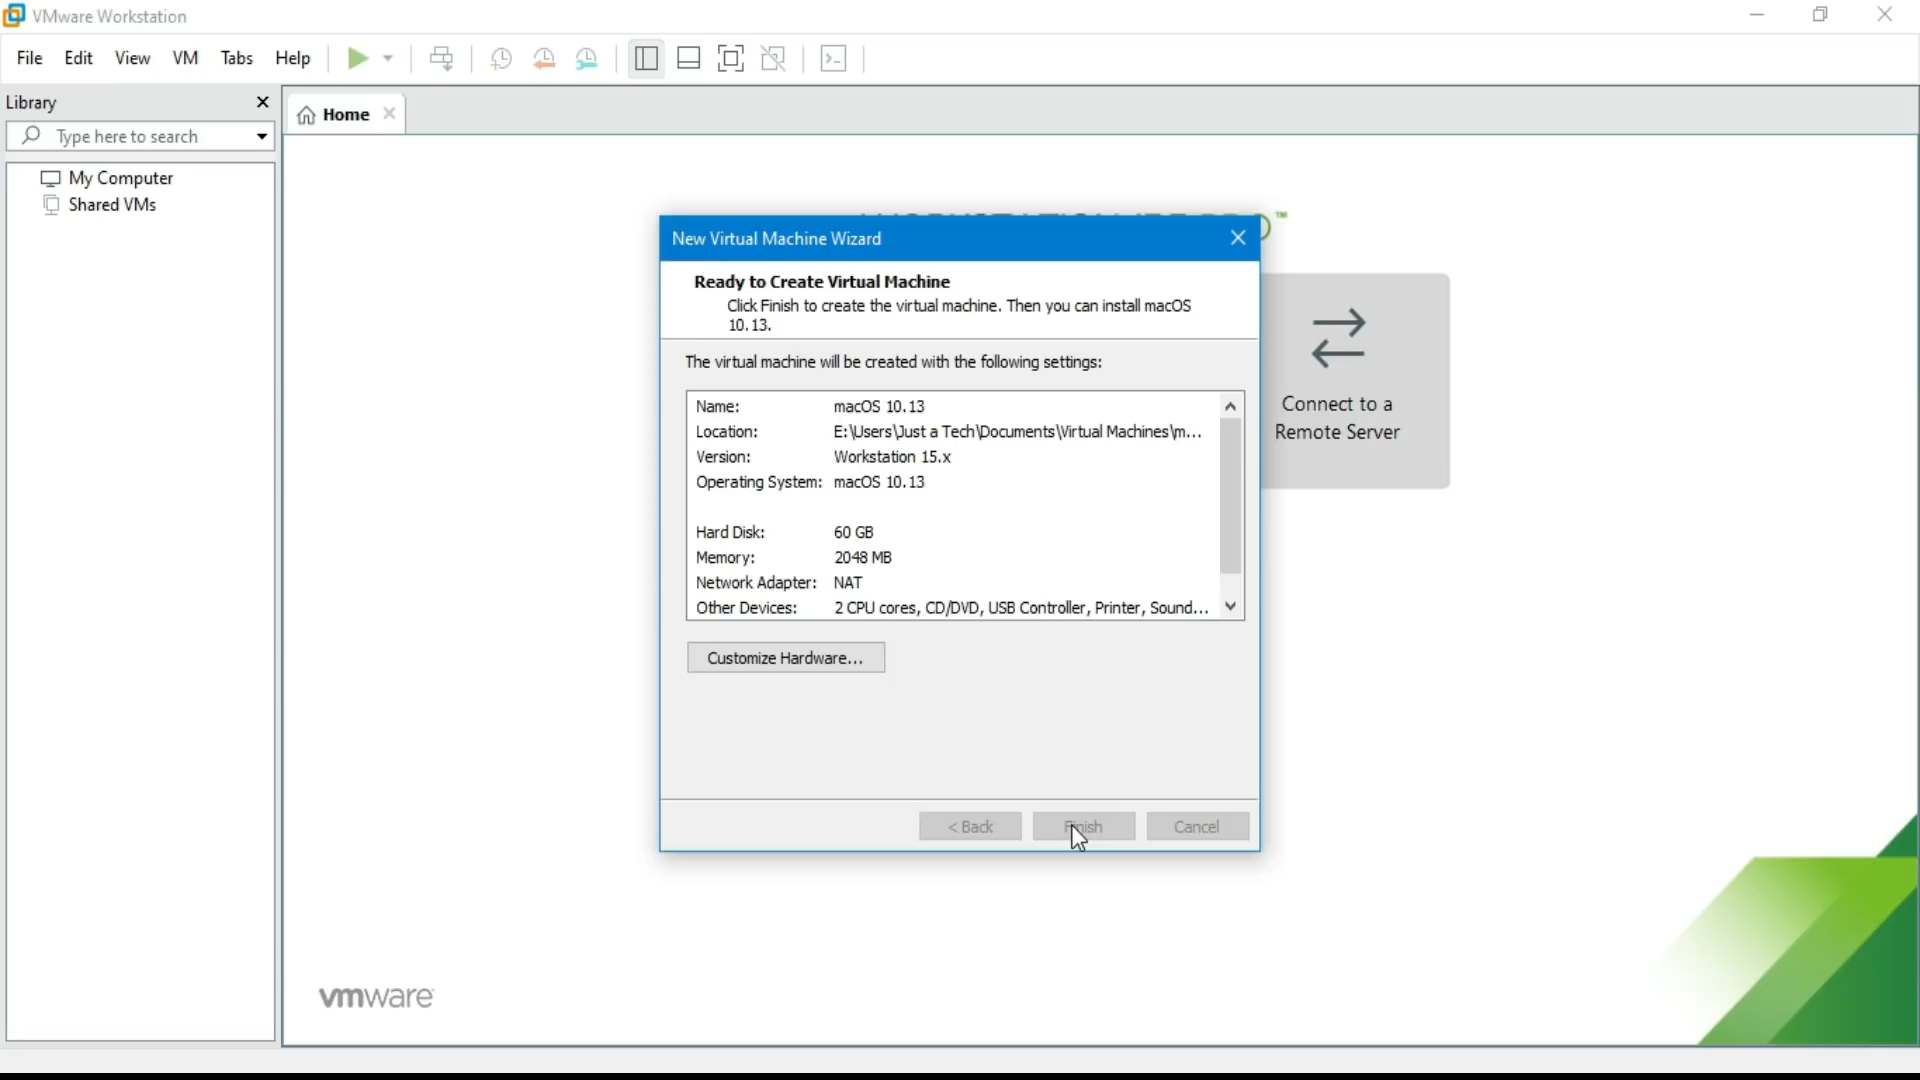 VMware Workstation
File Edit View VM Tabs Help
Library
Home
Type here to search
My Computer
Shared VMs
™
New Virtual Machine Wizard
Ready to Create Virtual Machine
Click Finish to create the virtual machine. Then you can install macOS
10.13.
The virtual machine will be created with the following settings:
Name: macOS 10.13
Location: E:\Users\Just a Tech\Documents\Virtual Machines\m...
Version: Workstation 15.x
Operating System: macOS 10.13
Hard Disk: 60 GB
Memory: 2048 MB
Network Adapter: NAT
Other Devices: 2 CPU cores, CD/DVD, USB Controller, Printer, Sound...
Customize Hardware...
< Back Finish Cancel
Connect to a
Remote Server
vmware